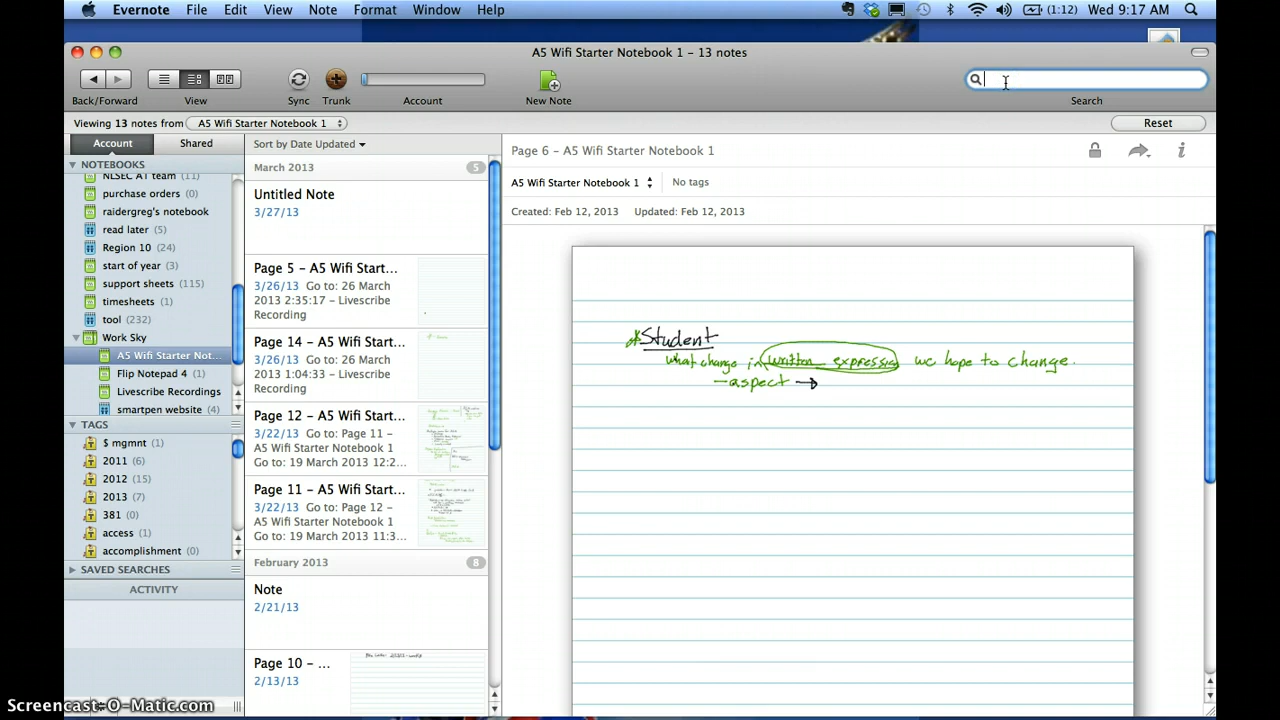 Evernote File Edit View Note Format Window Help (1:12) Wed 9:17 AM
A5 Wifi Starter Notebook 1 – 13 notes
Back/Forward View Sync Trunk Account New Note Search
Viewing 13 notes from A5 Wifi Starter Notebook 1 Reset
Account Shared
NOTEBOOKS
NLSEC AT team (11)
purchase orders (0)
raidergreg's notebook
read later (5)
Region 10 (24)
start of year (3)
support sheets (115)
timesheets (1)
tool (232)
Work Sky
A5 Wifi Starter Not...
Flip Notepad 4 (1)
Livescribe Recordings
smartpen website (4)
TAGS
$ mgmnt (1)
2011 (6)
2012 (15)
2013 (7)
381 (0)
access (1)
accomplishment (0)
SAVED SEARCHES
ACTIVITY
Sort by Date Updated
March 2013 5
Untitled Note
3/27/13
Page 5 – A5 Wifi Start...
3/26/13 Go to: 26 March
2013 2:35:17 – Livescribe
Recording
Page 14 – A5 Wifi Start...
3/26/13 Go to: 26 March
2013 1:04:33 – Livescribe
Recording
Page 12 – A5 Wifi Start...
3/22/13 Go to: Page 11 –
A5 Wifi Starter Notebook 1
Go to: 19 March 2013 12:2...
Page 11 – A5 Wifi Start...
3/22/13 Go to: Page 12 –
A5 Wifi Starter Notebook 1
Go to: 19 March 2013 11:3...
February 2013 8
Note
2/21/13
Page 10 – ...
2/13/13
Page 6 – A5 Wifi Starter Notebook 1
A5 Wifi Starter Notebook 1 No tags
Created: Feb 12, 2013 Updated: Feb 12, 2013
Student
what change in written expression we hope to change.
– aspect →
Screencast-O-Matic.com